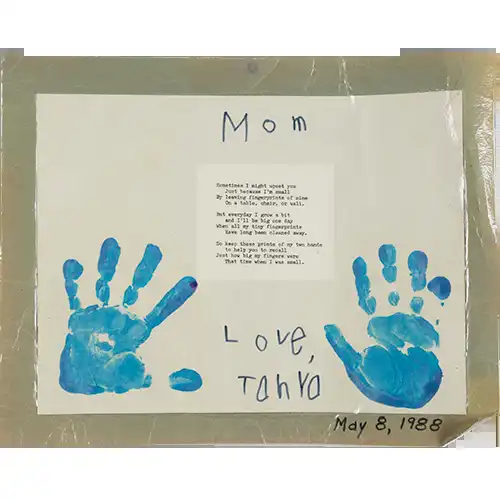 Mom
Sometimes I might upset you
Just because I'm small
By leaving fingerprints of mine
On a table, chair, or wall.
But everyday I grow a bit
and I'll be big one day
When all my tiny fingerprints
Have long been cleaned away.
So keep these prints of my two hands
to help you to recall
Just how big my fingers were
That time when I was small.
Love,
Tanya
May 8, 1988